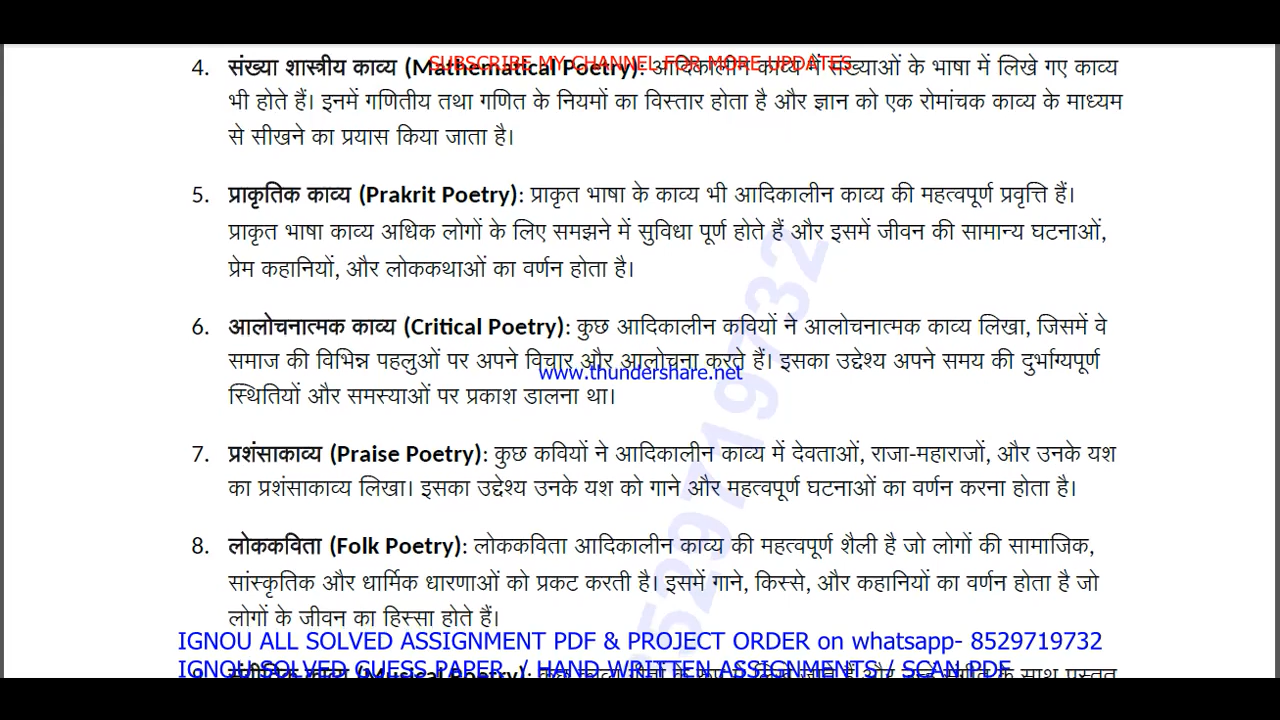 SUBSCRIBE MY CHANNEL FOR MORE UPDATES
4. संख्या शास्त्रीय काव्य (Mathematical Poetry): आदिकालीन काव्य में संख्याओं के भाषा में लिखे गए काव्य
भी होते हैं। इनमें गणितीय तथा गणित के नियमों का विस्तार होता है और ज्ञान को एक रोमांचक काव्य के माध्यम
से सीखने का प्रयास किया जाता है।
5. प्राकृतिक काव्य (Prakrit Poetry): प्राकृत भाषा के काव्य भी आदिकालीन काव्य की महत्वपूर्ण प्रवृत्ति हैं।
प्राकृत भाषा काव्य अधिक लोगों के लिए समझने में सुविधा पूर्ण होते हैं और इसमें जीवन की सामान्य घटनाओं,
प्रेम कहानियों, और लोककथाओं का वर्णन होता है।
6. आलोचनात्मक काव्य (Critical Poetry): कुछ आदिकालीन कवियों ने आलोचनात्मक काव्य लिखा, जिसमें वे
समाज की विभिन्न पहलुओं पर अपने विचार और आलोचना करते हैं। इसका उद्देश्य अपने समय की दुर्भाग्यपूर्ण
www.thundershare.net
स्थितियों और समस्याओं पर प्रकाश डालना था।
7. प्रशंसाकाव्य (Praise Poetry): कुछ कवियों ने आदिकालीन काव्य में देवताओं, राजा-महाराजों, और उनके यश
का प्रशंसाकाव्य लिखा। इसका उद्देश्य उनके यश को गाने और महत्वपूर्ण घटनाओं का वर्णन करना होता है।
8. लोककविता (Folk Poetry): लोककविता आदिकालीन काव्य की महत्वपूर्ण शैली है जो लोगों की सामाजिक,
सांस्कृतिक और धार्मिक धारणाओं को प्रकट करती है। इसमें गाने, किस्से, और कहानियों का वर्णन होता है जो
लोगों के जीवन का हिस्सा होते हैं।
8529719732
IGNOU ALL SOLVED ASSIGNMENT PDF & PROJECT ORDER on whatsapp- 8529719732
IGNOU SOLVED GUESS PAPER / HAND WRITTEN ASSIGNMENTS / SCAN PDF
(Musical Poetry):